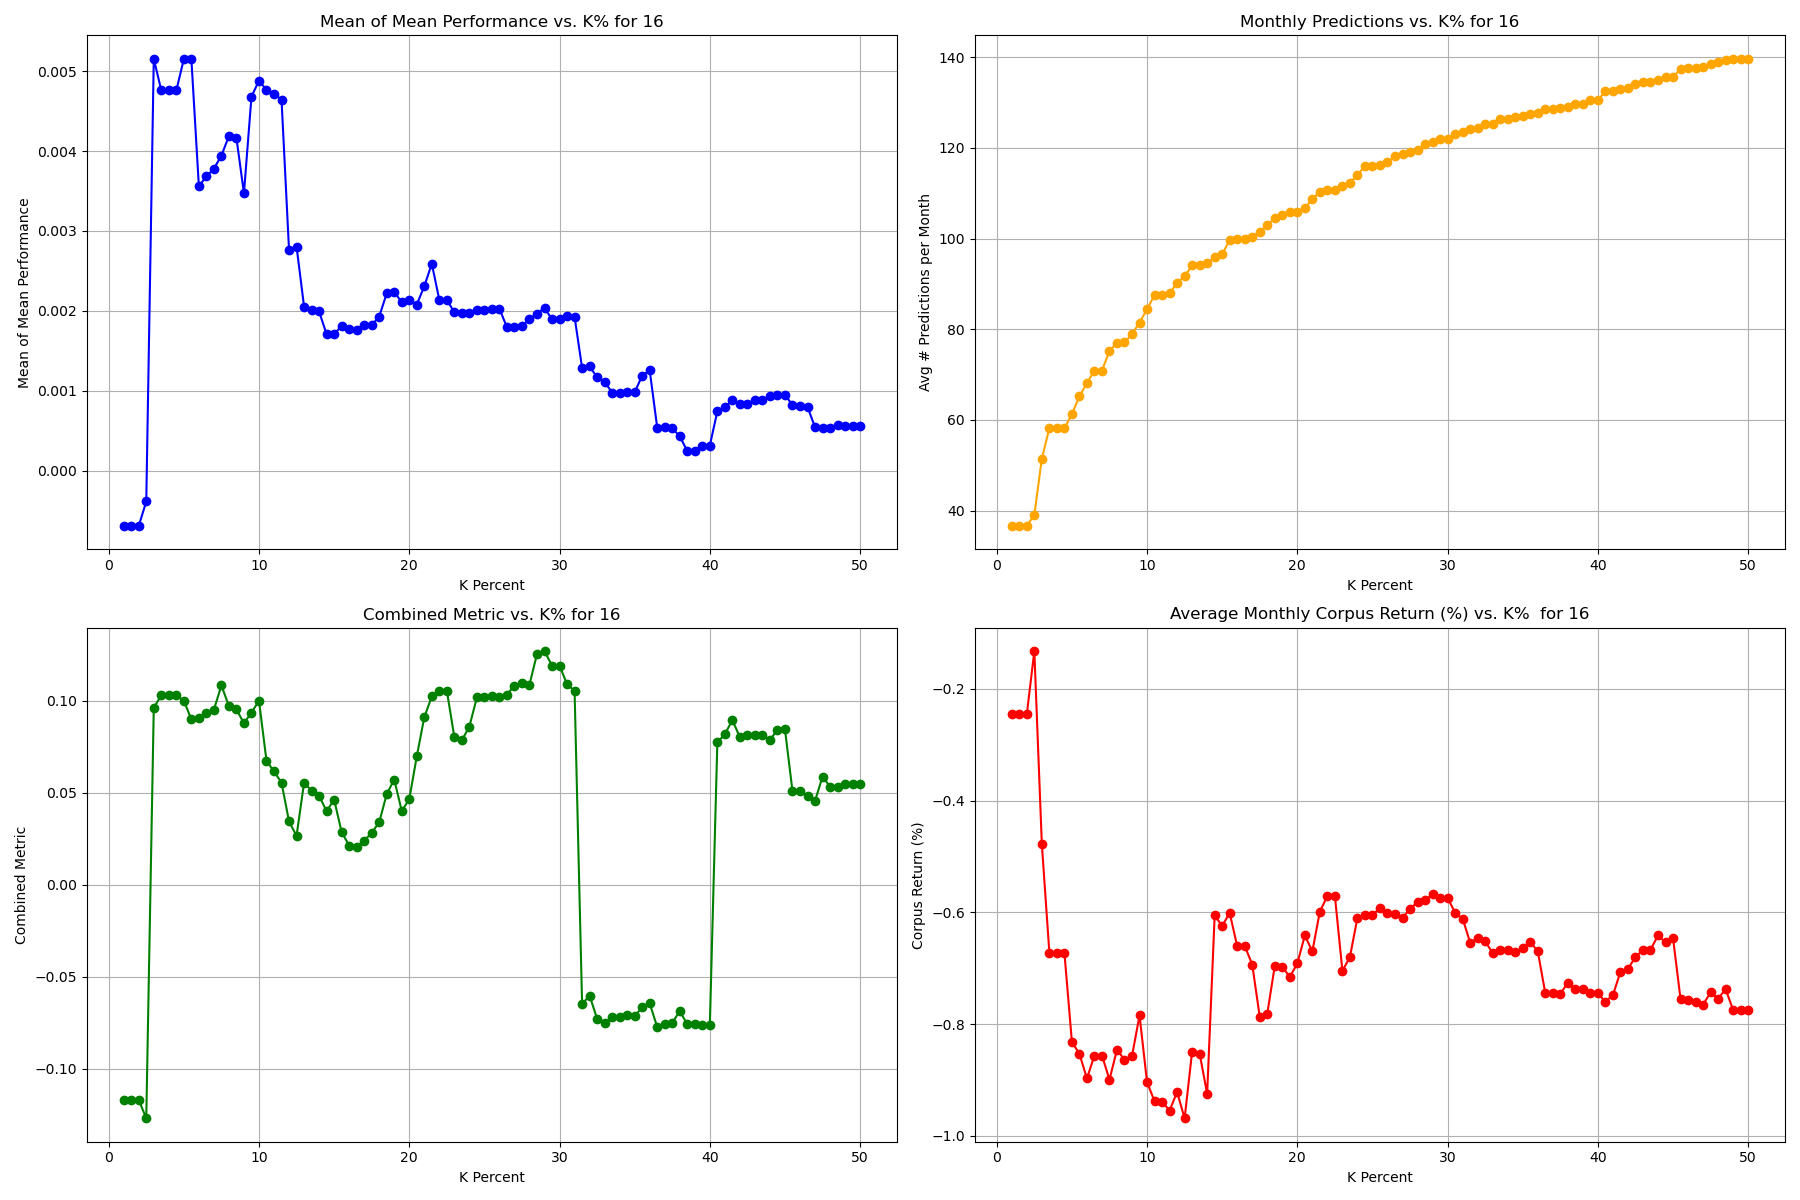 Mean of Mean Performance vs. K% for 16
Mean of Mean Performance
0.005
0.004
0.003
0.002
0.001
0.000
0 10 20 30 40 50
K Percent
Monthly Predictions vs. K% for 16
Avg # Predictions per Month
140
120
100
80
60
40
0 10 20 30 40 50
K Percent
Combined Metric vs. K% for 16
Combined Metric
0.10
0.05
0.00
−0.05
−0.10
0 10 20 30 40 50
K Percent
Average Monthly Corpus Return (%) vs. K%  for 16
Corpus Return (%)
−0.2
−0.4
−0.6
−0.8
−1.0
0 10 20 30 40 50
K Percent